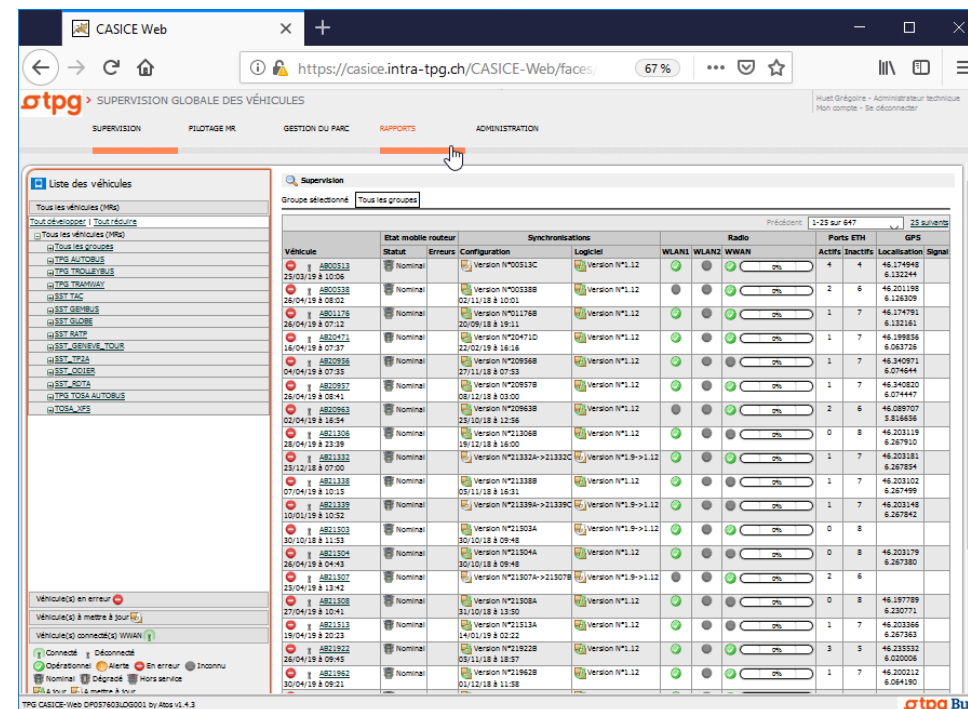 CASICE Web
https://casice.intra-tpg.ch/CASICE-Web/faces/
67 %
tpg > SUPERVISION GLOBALE DES VÉHICULES
Huet Grégoire - Administrateur technique
Mon compte - Se déconnecter
SUPERVISION PILOTAGE MR GESTION DU PARC RAPPORTS ADMINISTRATION
Liste des véhicules
Tous les véhicules (MRs)
Tout développer | Tout réduire
Tous les véhicules (MRs)
Tous les groupes
TPG AUTOBUS
TPG TROLLEYBUS
TPG TRAMWAY
SST TAC
SST GEMBUS
SST GLOBE
SST RATP
SST_GENEVE_TOUR
SST_TP2A
SST_ODIER
SST_RDTA
TPG TOSA AUTOBUS
TOSA_XPS
Véhicule(s) en erreur
Véhicule(s) à mettre à jour
Véhicule(s) connecté(s) WWAN
Connecté Déconnecté
Opérationnel Alerte En erreur Inconnu
Nominal Dégradé Hors service
A jour A mettre à jour
Supervision
Groupe sélectionné Tous les groupes
Précédent 1-25 sur 647 25 suivants
Etat mobile routeur Synchronisations Radio Ports ETH GPS
Véhicule Statut Erreurs Configuration Logiciel WLAN1 WLAN2 WWAN Actifs Inactifs Localisation Signal
AB00513 Nominal Version N°00513C Version N°1.12 0% 4 4 46.174948
25/03/19 à 10:06 6.132244
AB00538 Nominal Version N°00538B Version N°1.12 0% 2 6 46.201198
26/04/19 à 08:02 02/11/18 à 10:01 6.126309
AB01176 Nominal Version N°01176B Version N°1.12 0% 1 7 46.174791
26/04/19 à 07:12 20/09/18 à 19:11 6.132161
AB20471 Nominal Version N°20471D Version N°1.12 0% 1 7 46.199836
16/04/19 à 07:37 22/02/19 à 16:16 6.063726
AB20956 Nominal Version N°20956B Version N°1.12 0% 1 7 46.340971
04/04/19 à 07:35 27/11/18 à 07:53 6.074644
AB20957 Nominal Version N°20957B Version N°1.12 0% 1 7 46.340820
26/04/19 à 08:41 08/12/18 à 03:00 6.074447
AB20963 Nominal Version N°20963B Version N°1.12 0% 2 6 46.089707
02/04/19 à 16:54 25/10/18 à 12:56 5.816656
AB21306 Nominal Version N°21306B Version N°1.12 0% 0 8 46.203119
28/04/19 à 23:39 19/12/18 à 16:00 6.267910
AB21332 Nominal Version N°21332A->21332C Version N°1.9->1.12 0% 1 7 46.203181
25/12/18 à 07:00 6.267854
AB21338 Nominal Version N°21338B Version N°1.12 0% 1 7 46.203102
07/04/19 à 10:15 05/11/18 à 16:31 6.267499
AB21339 Nominal Version N°21339A->21339C Version N°1.9->1.12 0% 1 7 46.203148
10/01/19 à 10:52 6.267842
AB21503 Nominal Version N°21503A Version N°1.9->1.12 0% 0 8
30/10/18 à 11:53 30/10/18 à 09:48
AB21504 Nominal Version N°21504A Version N°1.12 0% 0 8 46.203179
26/04/19 à 04:43 30/10/18 à 09:48 6.267380
AB21507 Nominal Version N°21507A->21507B Version N°1.9->1.12 0% 2 6
25/04/19 à 13:42
AB21508 Nominal Version N°21508A Version N°1.12 0% 0 8 46.197789
27/04/19 à 10:41 31/10/18 à 13:50 6.230771
AB21513 Nominal Version N°21513A Version N°1.12 0% 1 7 46.203366
19/04/19 à 20:23 14/01/19 à 02:22 6.267363
AB21922 Nominal Version N°21922B Version N°1.12 0% 3 5 46.235532
26/04/19 à 09:45 05/11/18 à 18:57 6.020006
AB21962 Nominal Version N°21962B Version N°1.12 0% 1 7 46.200212
30/04/19 à 09:21 01/12/18 à 11:58 6.064190
TPG CASICE-Web DP057603LOG001 by Atos v1.4.3
tpg Bu